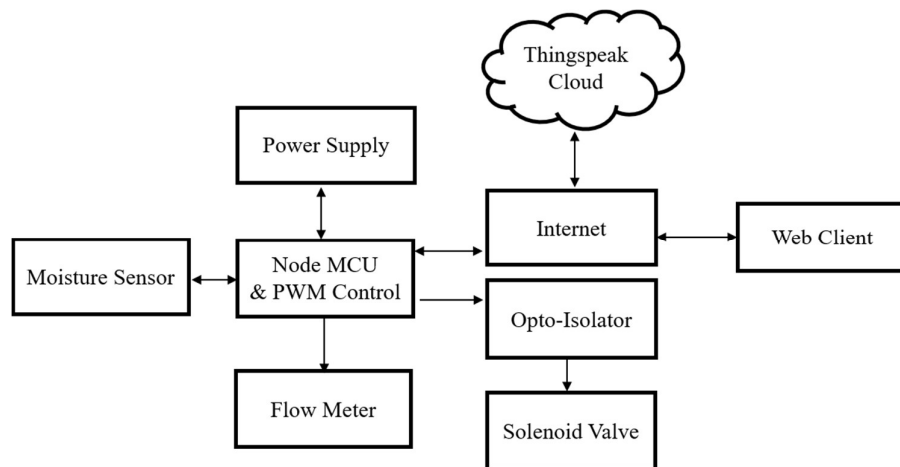 Thingspeak
Cloud
Power Supply
Internet
Web Client
Moisture Sensor
Node MCU
& PWM Control
Opto-Isolator
Flow Meter
Solenoid Valve